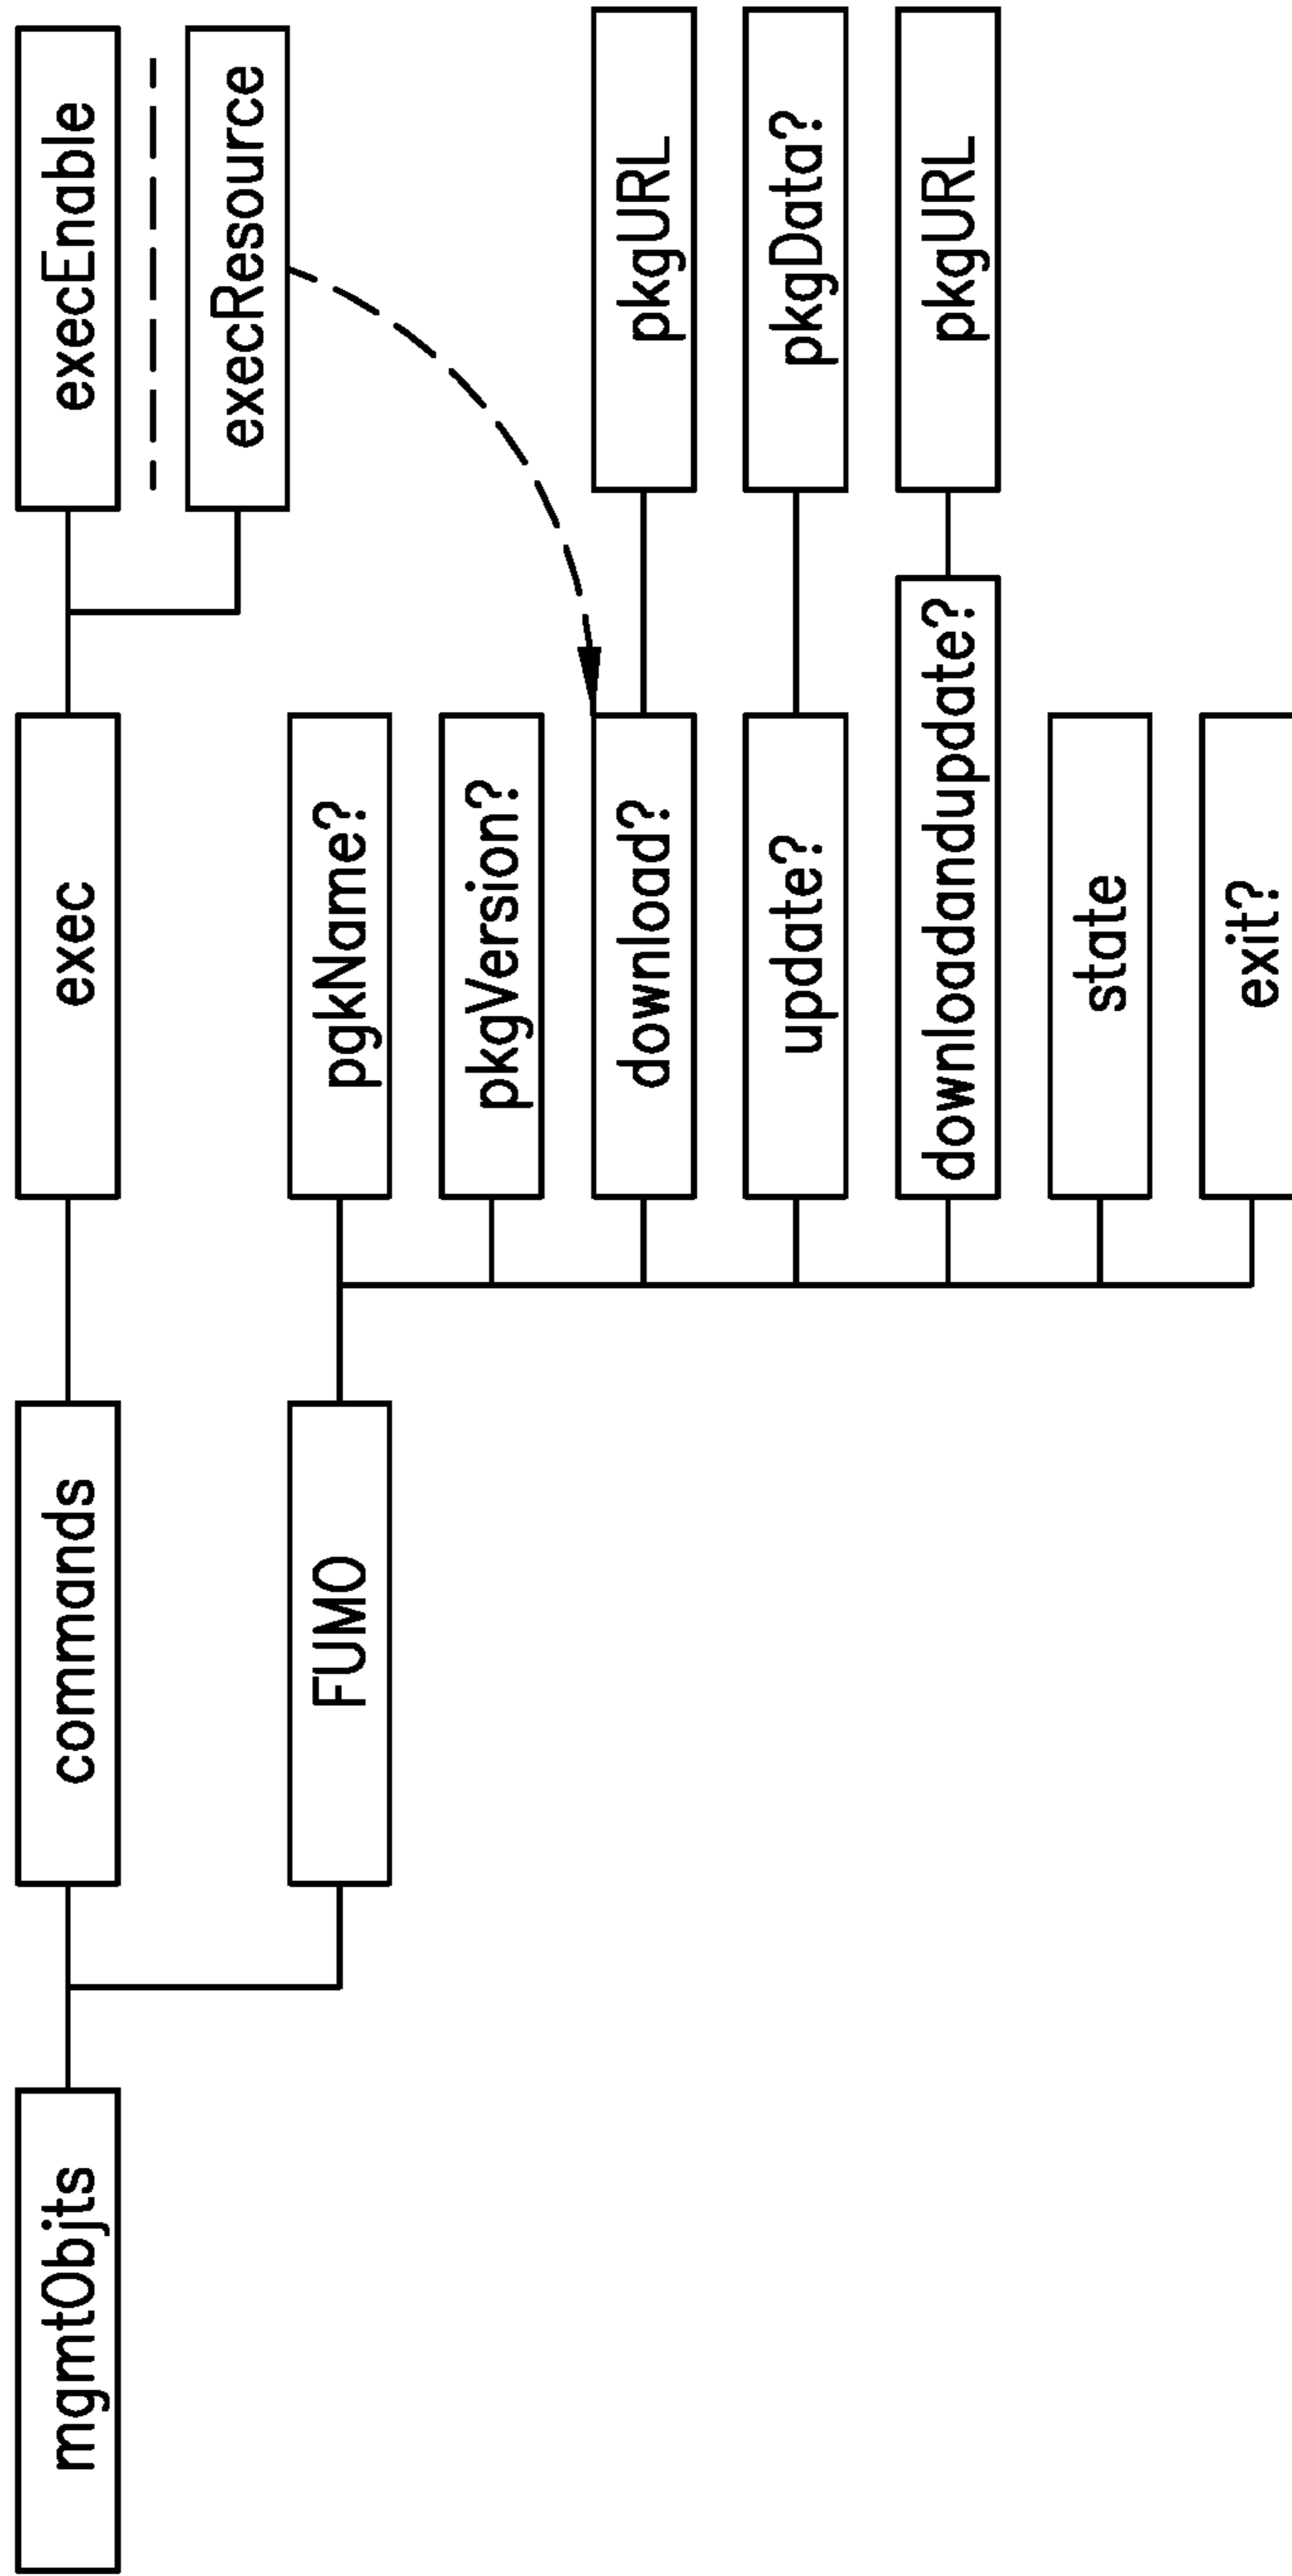 mgmtObjts
commands
exec
execEnable
execResource
FUMO
pgkName?
pkgVersion?
download?
pkgURL
update?
pkgData?
downloadandupdate?
pkgURL
state
exit?